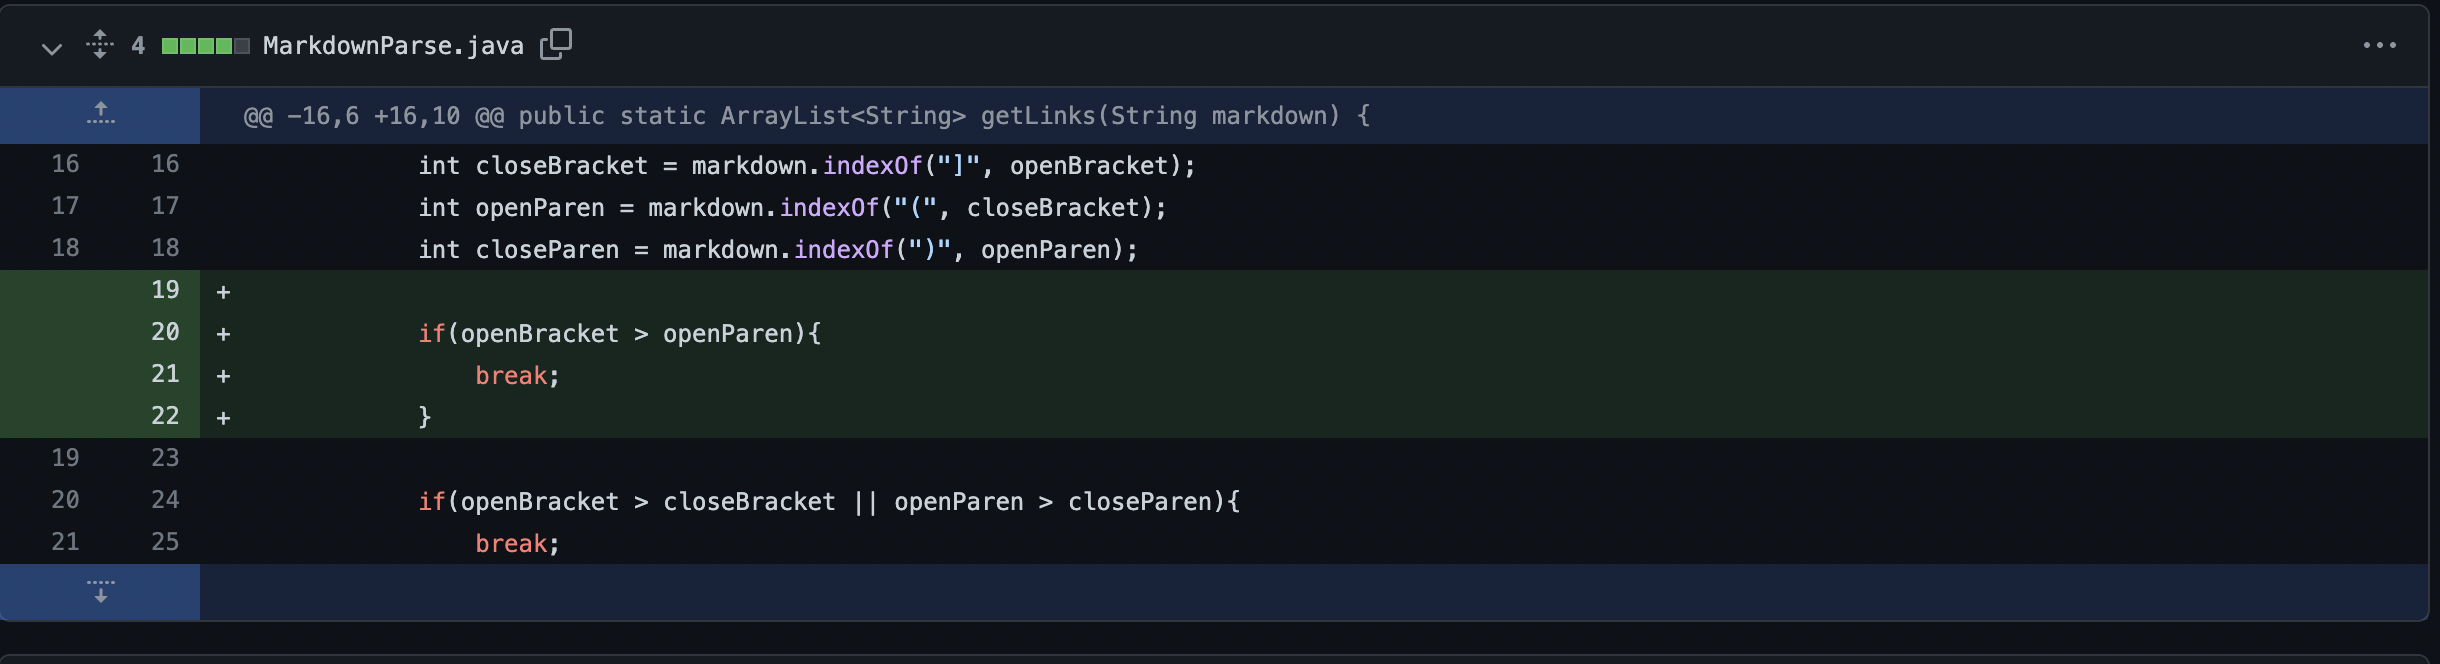 4 MarkdownParse.java
@@ -16,6 +16,10 @@ public static ArrayList<String> getLinks(String markdown) {
16 16 int closeBracket = markdown.indexOf("]", openBracket);
17 17 int openParen = markdown.indexOf("(", closeBracket);
18 18 int closeParen = markdown.indexOf(")", openParen);
19 +
20 + if(openBracket > openParen){
21 + break;
22 + }
19 23
20 24 if(openBracket > closeBracket || openParen > closeParen){
21 25 break;